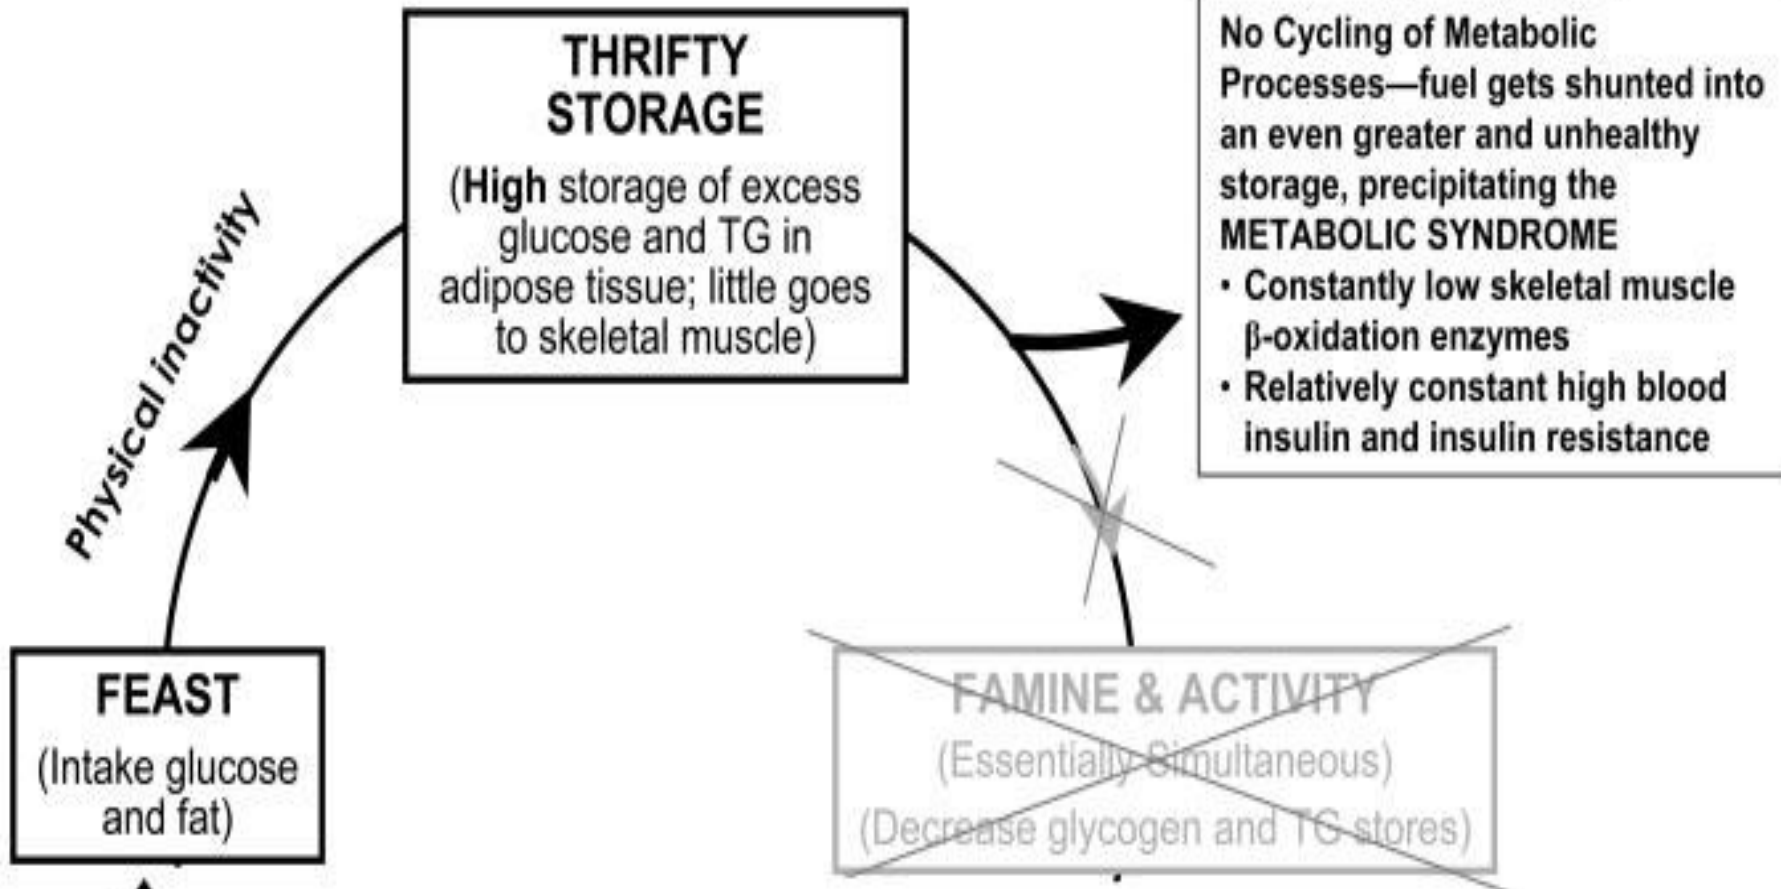 THRIFTY
STORAGE
(High storage of excess
glucose and TG in
adipose tissue; little goes
to skeletal muscle)
No Cycling of Metabolic
Processes—fuel gets shunted into
an even greater and unhealthy
storage, precipitating the
METABOLIC SYNDROME
• Constantly low skeletal muscle
β-oxidation enzymes
• Relatively constant high blood
insulin and insulin resistance
Physical inactivity
FEAST
(Intake glucose
and fat)
FAMINE & ACTIVITY
(Essentially Simultaneous)
(Decrease glycogen and TG stores)